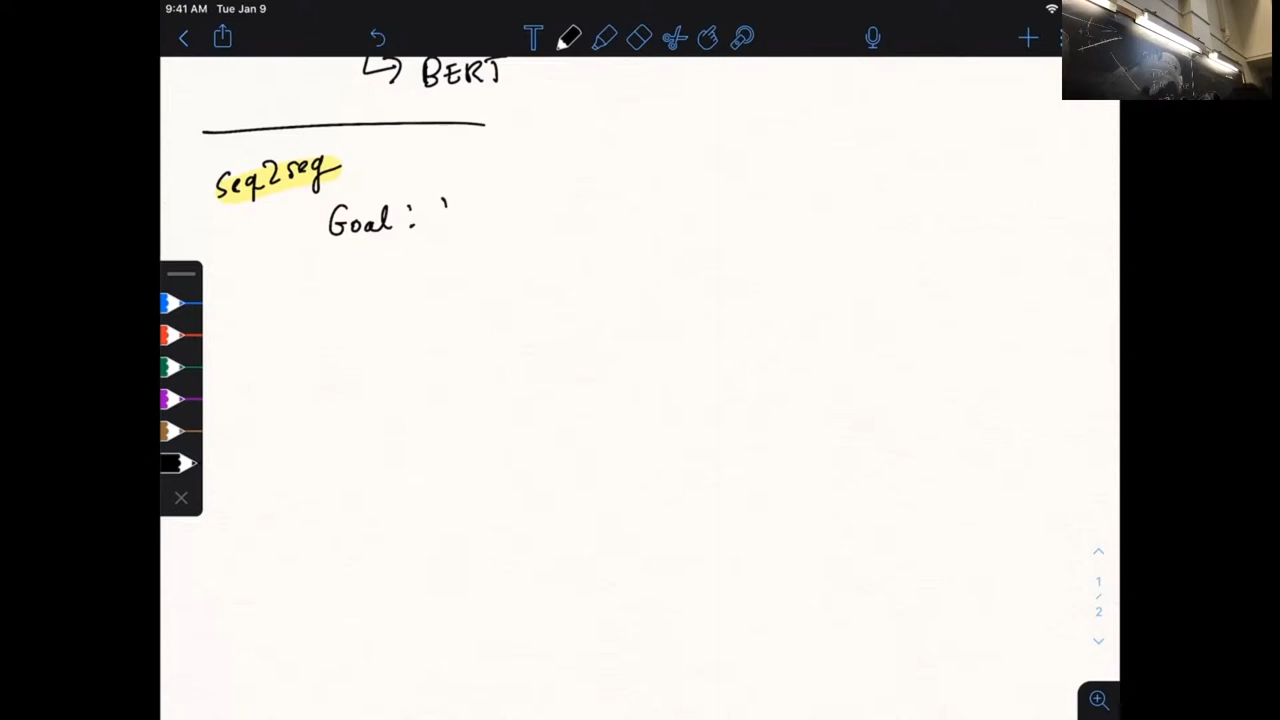 9:41 AM Tue Jan 9
T
↳ BERT
seq2seq
Goal : '
1
/
2